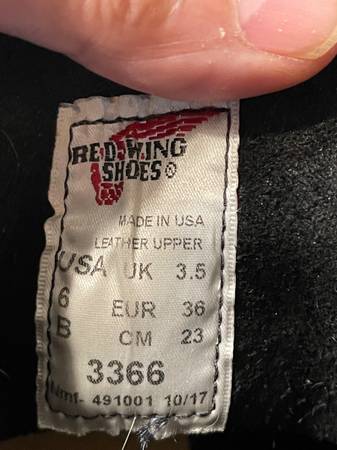 RED WING
SHOES®
MADE IN USA
LEATHER UPPER
USA UK 3.5
6 EUR 36
B CM 23
3366
491001 10/17